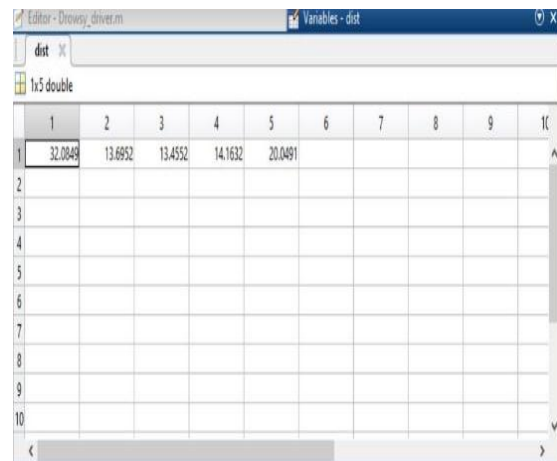 Editor - Drowsy_driver.m Variables - dist
dist
1x5 double
1 2 3 4 5 6 7 8 9 10
1 32.0849 13.6952 13.4552 14.1632 20.0491
2
3
4
5
6
7
8
9
10